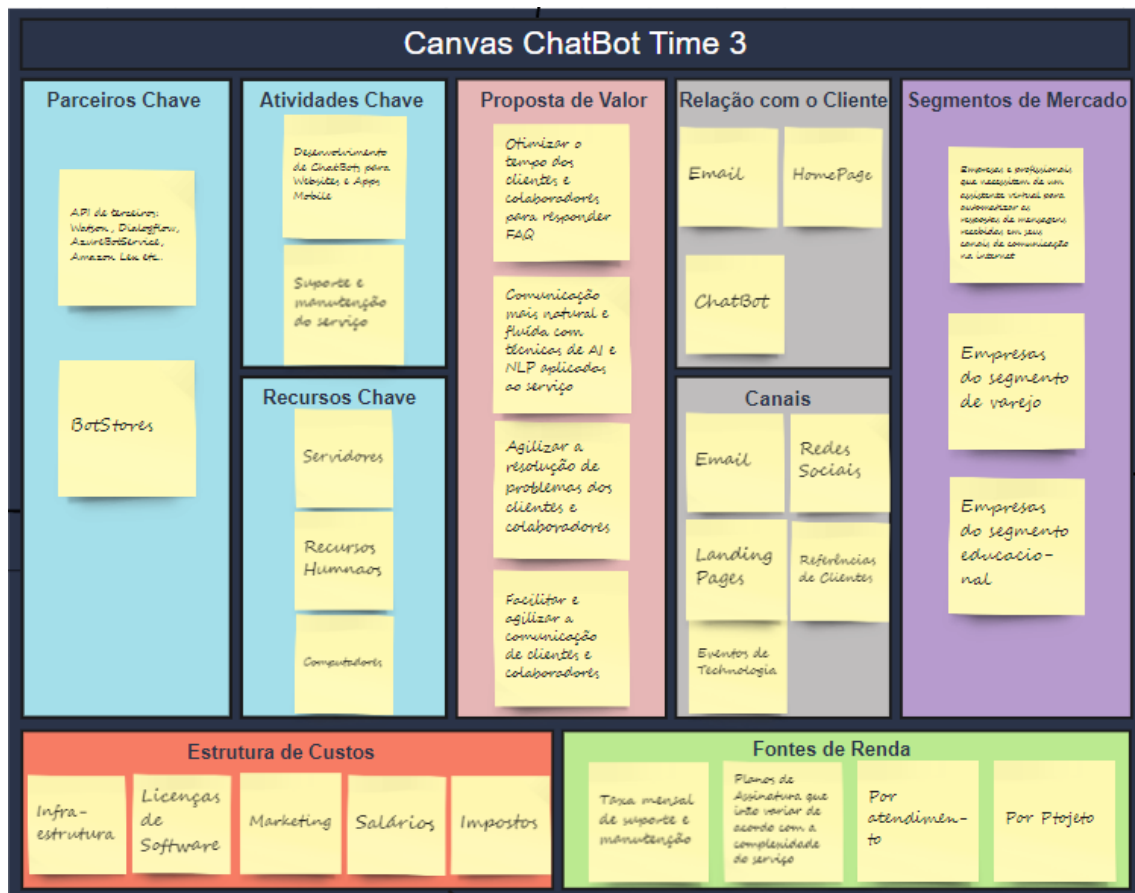 Canvas ChatBot Time 3
Parceiros Chave
API de terceiros:
Watson, Dialogflow,
AzureBotService,
Amazon Lex etc..
BotStores
Atividades Chave
Desenvolvimento
de ChatBots para
Websites e Apps
Mobile
Suporte e
manutenção
do serviço
Recursos Chave
Servidores
Recursos
Humnaos
Computadores
Proposta de Valor
Otimizar o
tempo dos
clientes e
colaboradores
para responder
FAQ
Comunicação
mais natural e
fluída com
técnicas de AI e
NLP aplicadas
ao serviço
Agilizar a
resolução de
problemas dos
clientes e
colaboradores
Facilitar e
agilizar a
comunicação
de clientes e
colaboradores
Relação com o Cliente
Email
HomePage
ChatBot
Canais
Email
Redes
Sociais
Landing
Pages
Referências
de Clientes
Eventos de
Technologia
Segmentos de Mercado
Empresas e profissionais
que necessitem de um
assistente virtual para
automatizar as
respostas de mensagens
recebidas em seus
canais de comunicação
na internet
Empresas
do segmento
de varejo
Empresas
do segmento
educacio-
nal
Estrutura de Custos
Infra-
estrutura
Licenças
de
Software
Marketing
Salários
Impostos
Fontes de Renda
Taxa mensal
de suporte e
manutenção
Planos de
Assinatura que
irão variar de
acordo com a
complexidade
do serviço
Por
atendimen-
to
Por Ptojeto